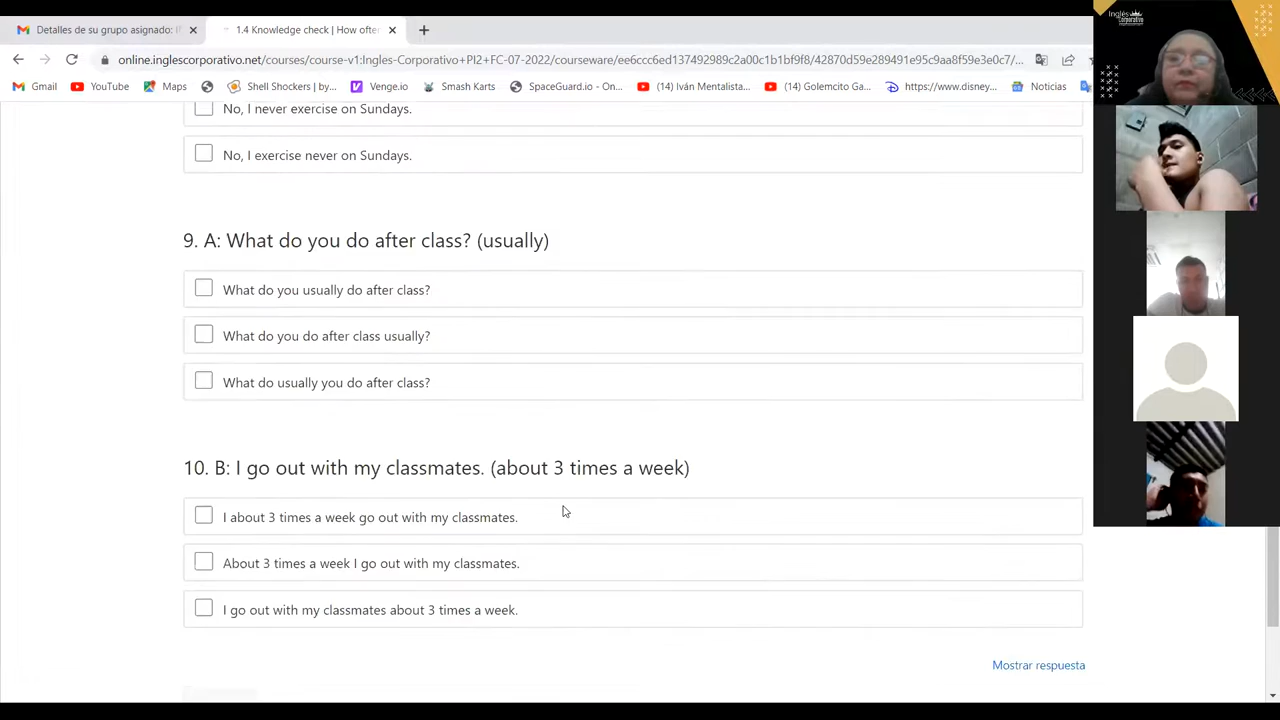 Detalles de su grupo asignado: I
1.4 Knowledge check | How ofte
online.inglescorporativo.net/courses/course-v1:Ingles-Corporativo+PI2+FC-07-2022/courseware/ee6ccc6ed137492989c2a00c1b1bf9f8/42870d59e289491e95c9aa8f59e3e0c7/...
Gmail
YouTube
Maps
Shell Shockers | by...
Venge.io
Smash Karts
SpaceGuard.io - On...
(14) Iván Mentalista...
(14) Golemcito Ga...
https://www.disney...
Noticias
Inglés
Corporativo
No, I never exercise on Sundays.
No, I exercise never on Sundays.
9. A: What do you do after class? (usually)
What do you usually do after class?
What do you do after class usually?
What do usually you do after class?
10. B: I go out with my classmates. (about 3 times a week)
I about 3 times a week go out with my classmates.
About 3 times a week I go out with my classmates.
I go out with my classmates about 3 times a week.
Mostrar respuesta